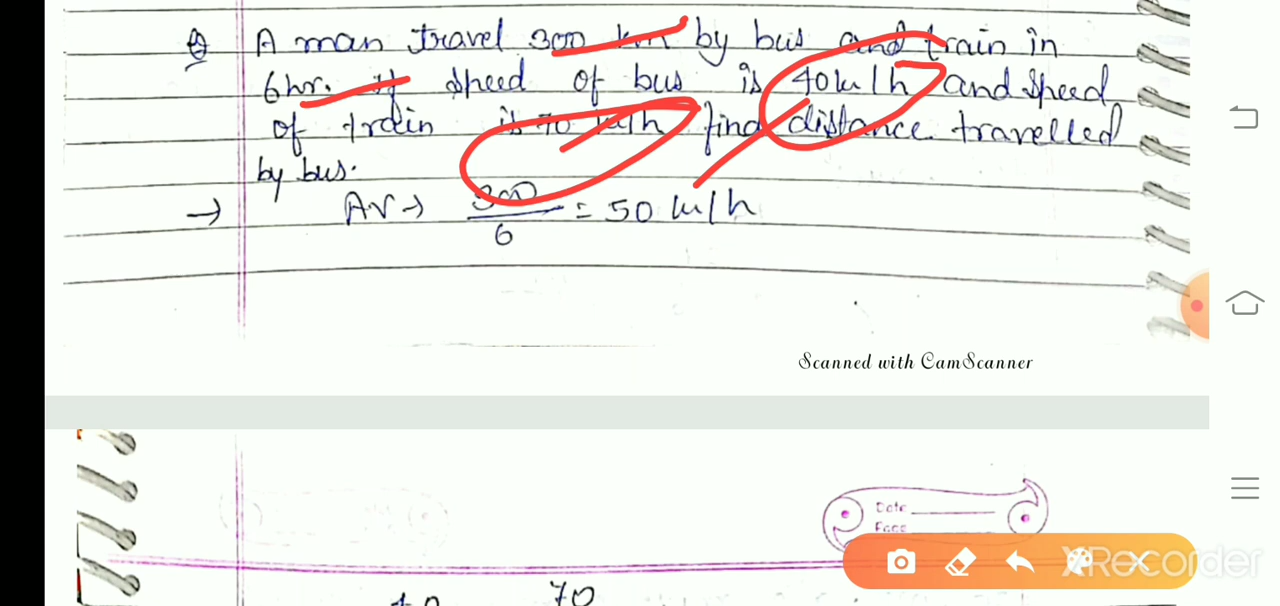 Q A man travel 300 km by bus and train in
6hr. if speed of bus is 40km/h and speed
of train is 70 km/h find distance travelled
by bus.
→ AV → 300/6 = 50 km/h
Scanned with CamScanner
Date
Page
70
XRecorder